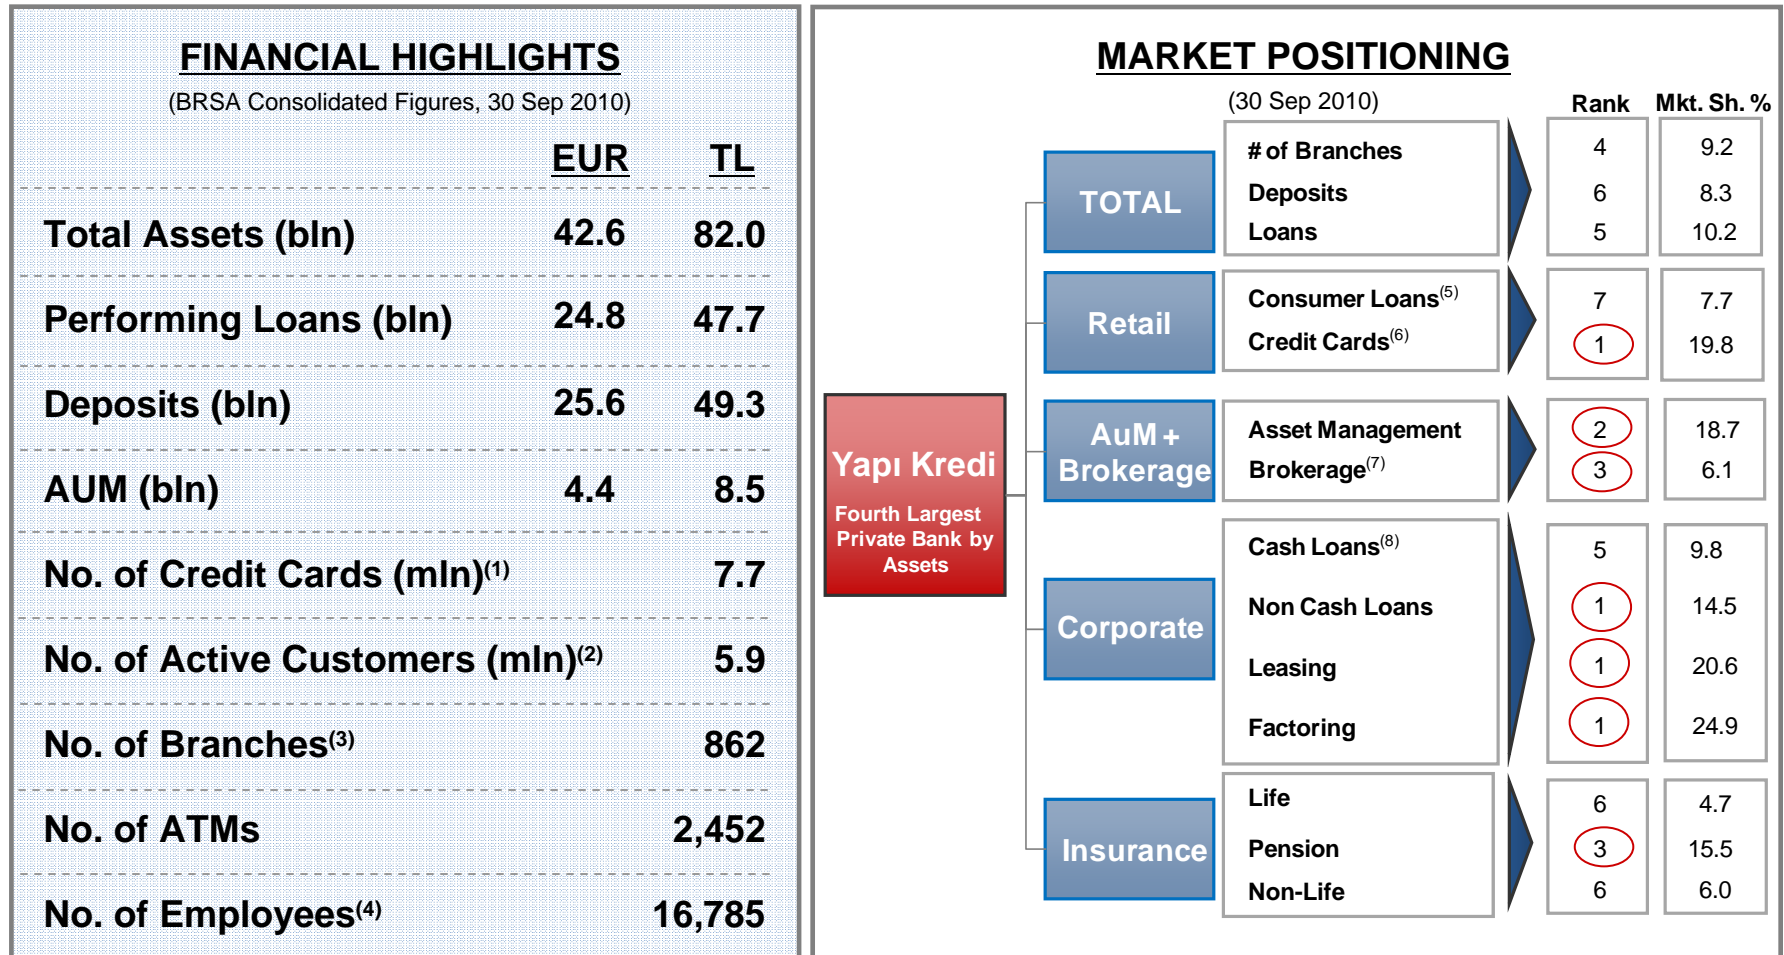 FINANCIAL HIGHLIGHTS
(BRSA Consolidated Figures, 30 Sep 2010)
EUR TL
Total Assets (bln) 42.6 82.0
Performing Loans (bln) 24.8 47.7
Deposits (bln) 25.6 49.3
AUM (bln) 4.4 8.5
No. of Credit Cards (mln)(1) 7.7
No. of Active Customers (mln)(2) 5.9
No. of Branches(3) 862
No. of ATMs 2,452
No. of Employees(4) 16,785
MARKET POSITIONING
(30 Sep 2010) Rank Mkt. Sh. %
Yapı Kredi
Fourth Largest
Private Bank by
Assets
TOTAL
# of Branches 4 9.2
Deposits 6 8.3
Loans 5 10.2
Retail
Consumer Loans(5) 7 7.7
Credit Cards(6) 1 19.8
AuM +
Brokerage
Asset Management 2 18.7
Brokerage(7) 3 6.1
Corporate
Cash Loans(8) 5 9.8
Non Cash Loans 1 14.5
Leasing 1 20.6
Factoring 1 24.9
Insurance
Life 6 4.7
Pension 3 15.5
Non-Life 6 6.0